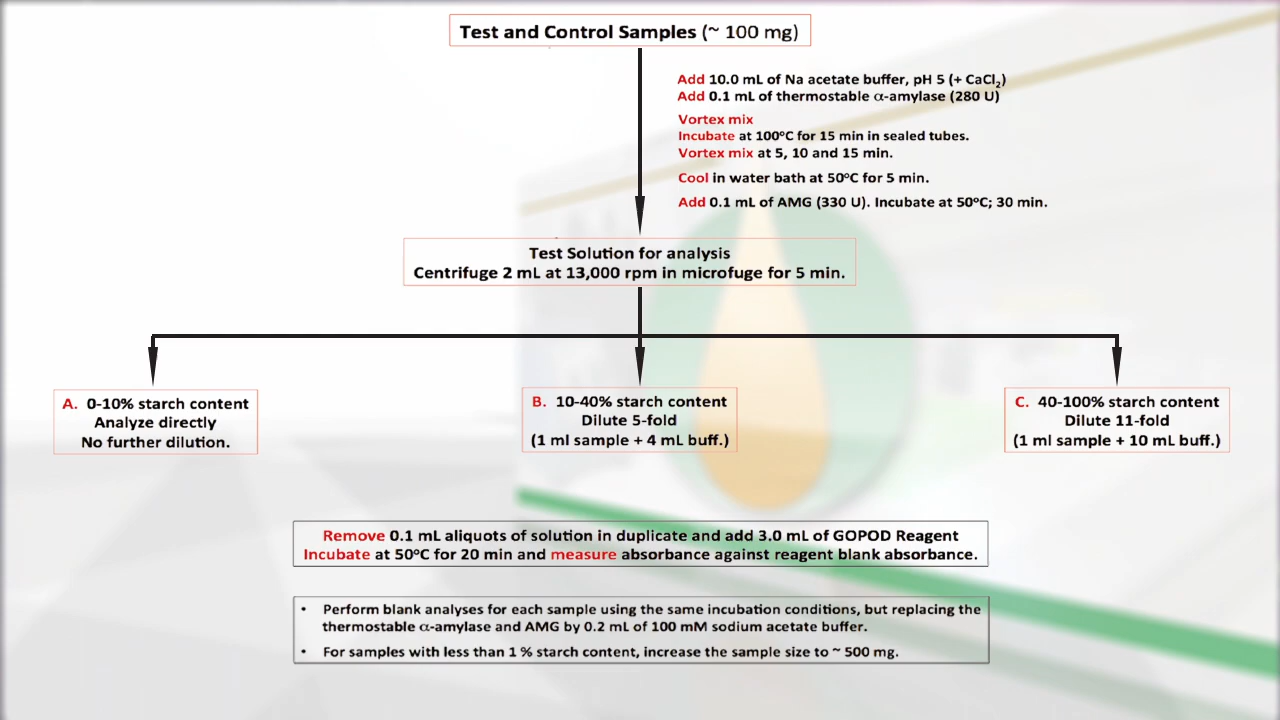 Test and Control Samples (~ 100 mg)
Add 10.0 mL of Na acetate buffer, pH 5 (+ CaCl₂)
Add 0.1 mL of thermostable α-amylase (280 U)
Vortex mix
Incubate at 100°C for 15 min in sealed tubes.
Vortex mix at 5, 10 and 15 min.
Cool in water bath at 50°C for 5 min.
Add 0.1 mL of AMG (330 U). Incubate at 50°C; 30 min.
Test Solution for analysis
Centrifuge 2 mL at 13,000 rpm in microfuge for 5 min.
A. 0-10% starch content
Analyze directly
No further dilution.
B. 10-40% starch content
Dilute 5-fold
(1 ml sample + 4 mL buff.)
C. 40-100% starch content
Dilute 11-fold
(1 ml sample + 10 mL buff.)
Remove 0.1 mL aliquots of solution in duplicate and add 3.0 mL of GOPOD Reagent
Incubate at 50°C for 20 min and measure absorbance against reagent blank absorbance.
• Perform blank analyses for each sample using the same incubation conditions, but replacing the
thermostable α-amylase and AMG by 0.2 mL of 100 mM sodium acetate buffer.
• For samples with less than 1 % starch content, increase the sample size to ~ 500 mg.